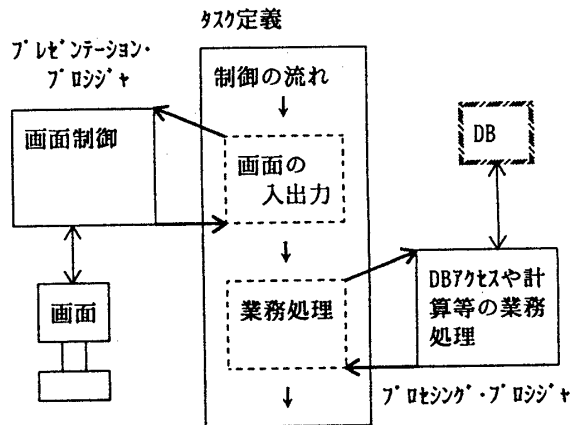 タスク定義
プレゼンテーション・
プロシジャ
制御の流れ
画面制御
画面の
入出力
DB
画面
業務処理
DBアクセスや計
算等の業務
処理
プロセシング・プロシジャ